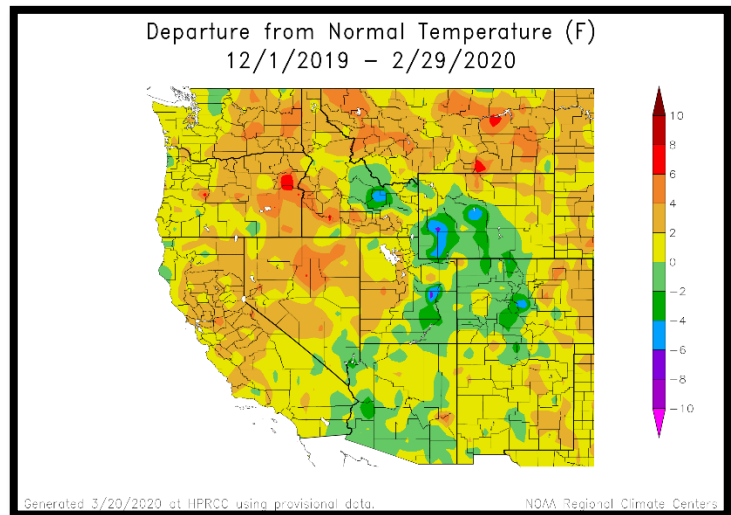 Departure from Normal Temperature (F)
12/1/2019 – 2/29/2020
10
8
6
4
2
0
−2
−4
−6
−8
−10
Generated 3/20/2020 at HPRCC using provisional data.
NOAA Regional Climate Centers